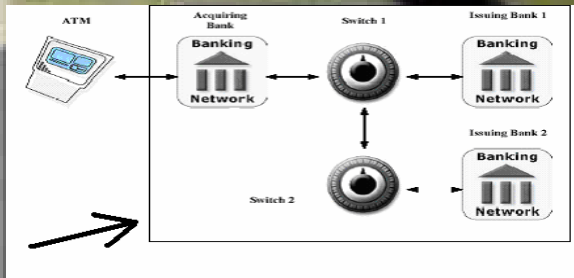 ATM
Acquiring
Bank
Switch 1
Issuing Bank 1
Banking
Network
Banking
Network
Issuing Bank 2
Banking
Network
Switch 2